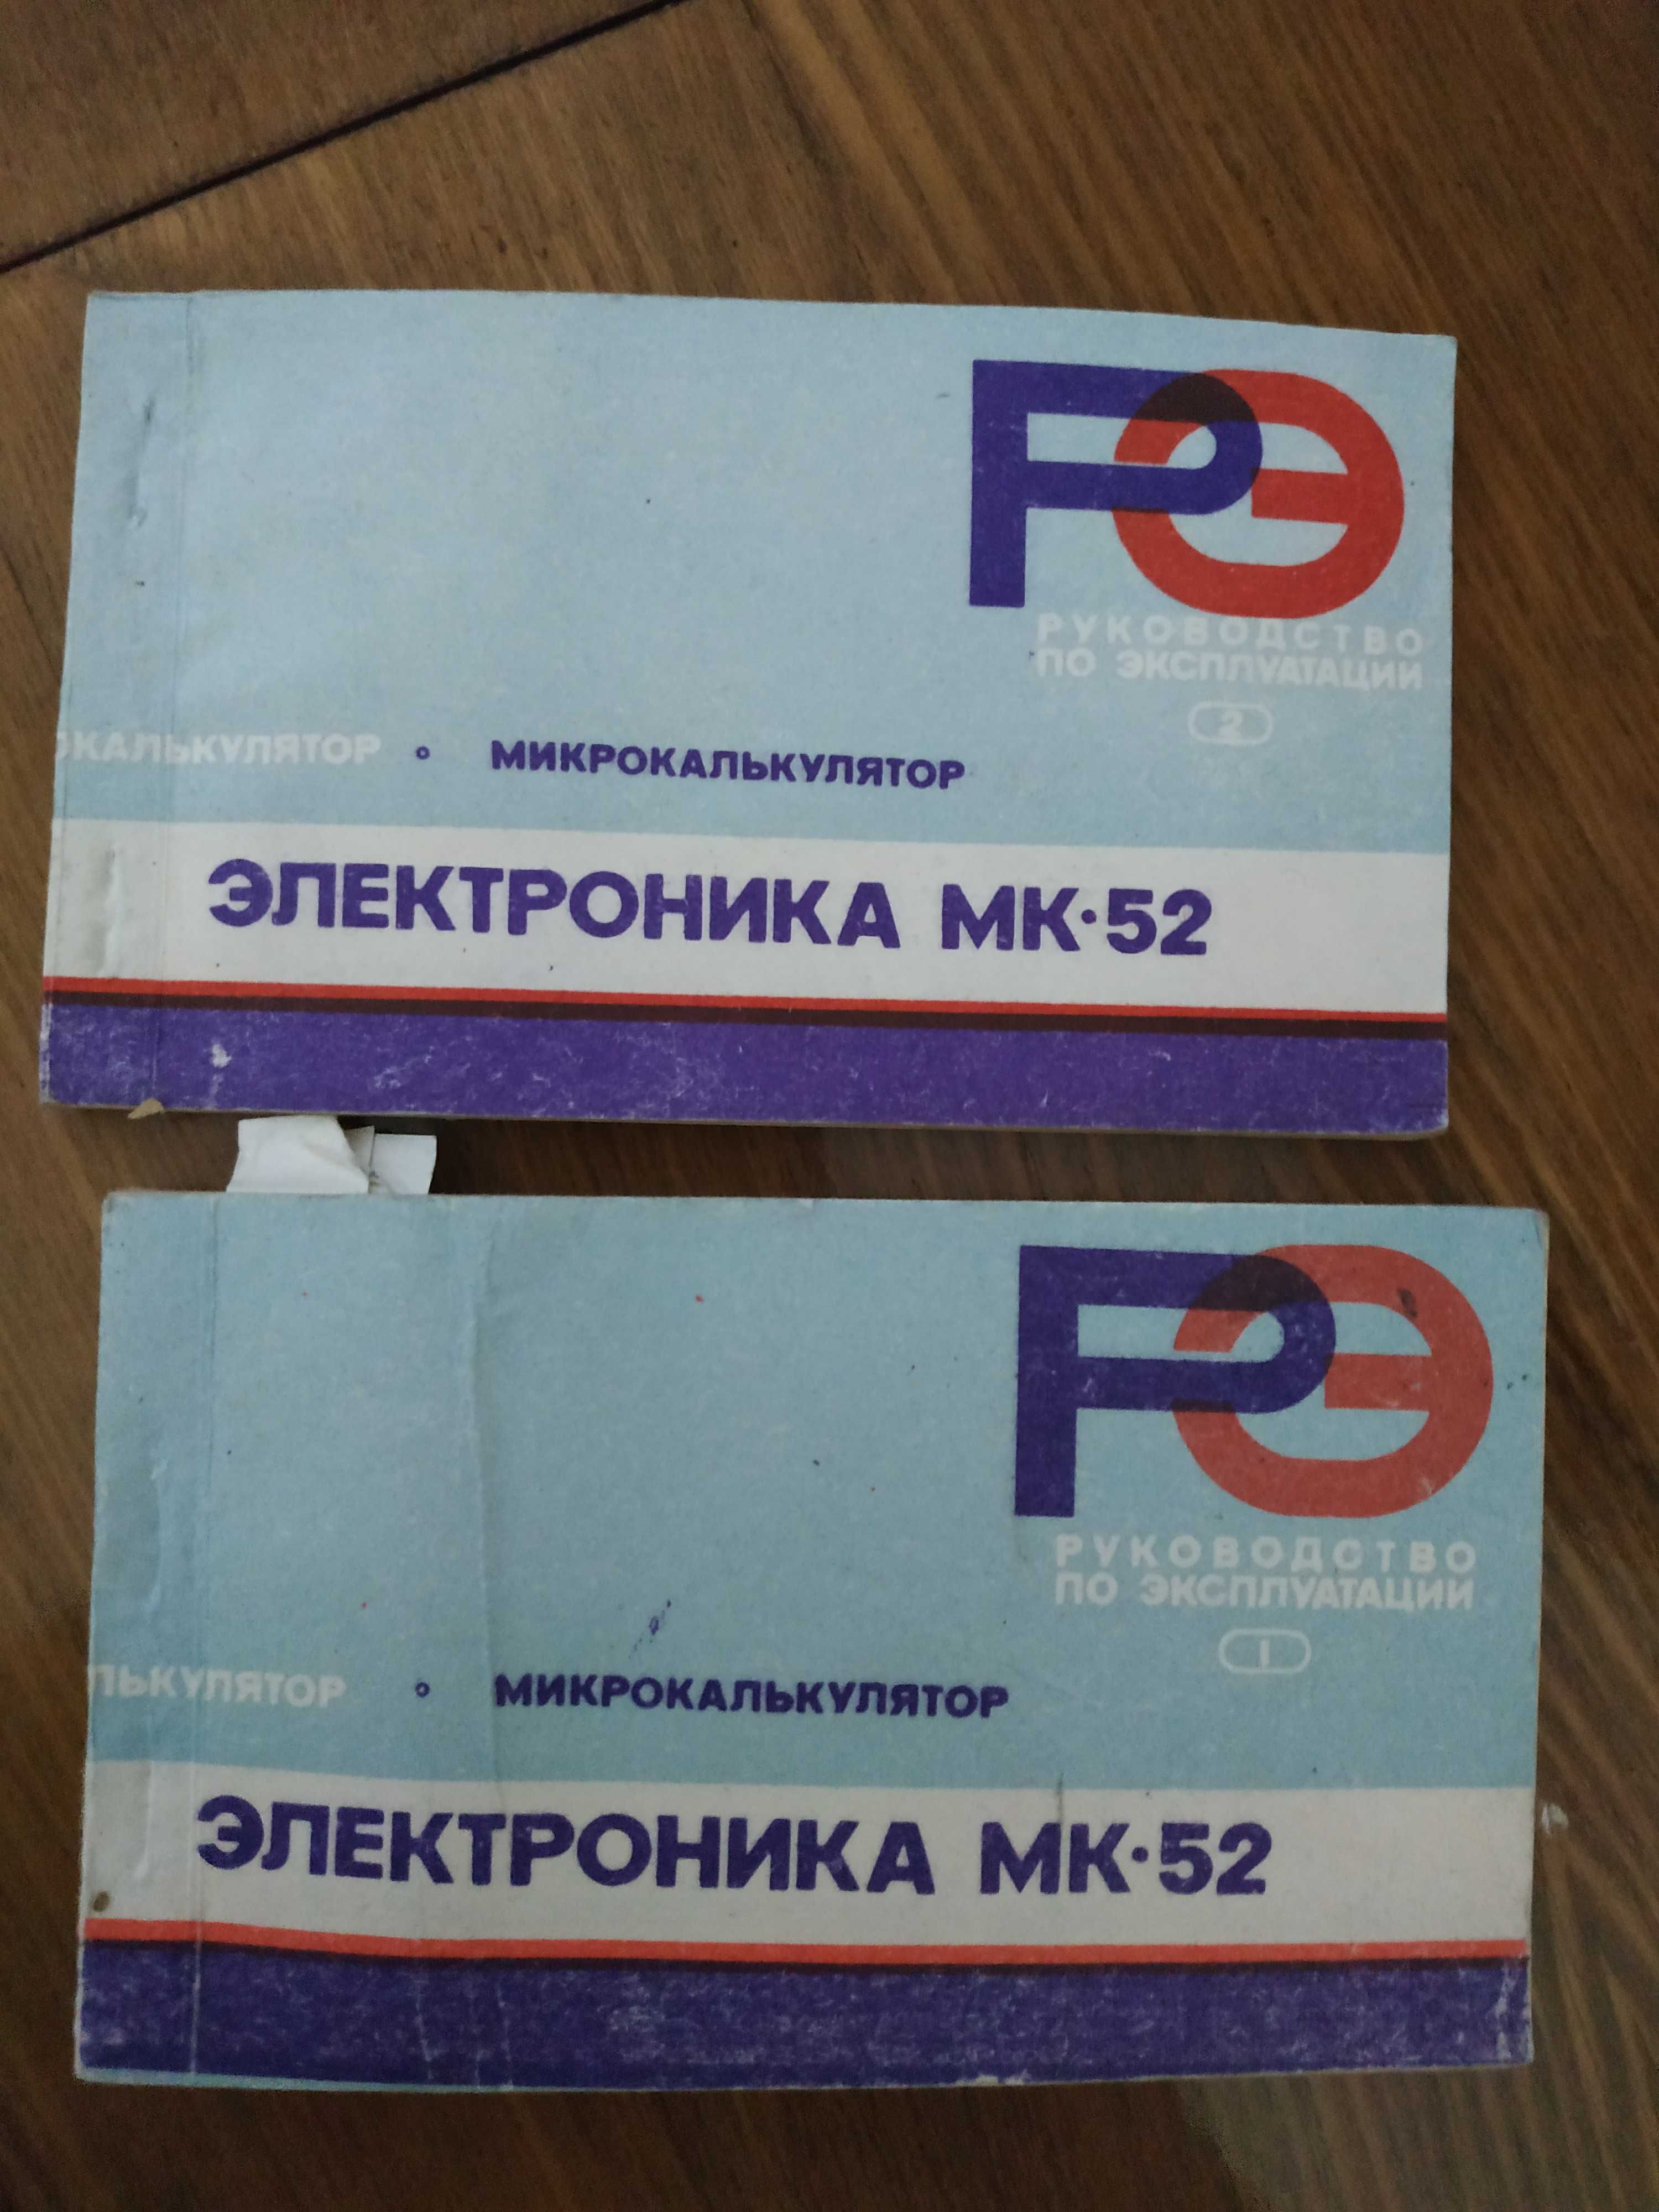 РЭ
РУКОВОДСТВО
ПО ЭКСПЛУАТАЦИИ
2
ОКАЛЬКУЛЯТОР ° МИКРОКАЛЬКУЛЯТОР
ЭЛЕКТРОНИКА МК·52
РЭ
РУКОВОДСТВО
ПО ЭКСПЛУАТАЦИИ
1
ЛЬКУЛЯТОР ° МИКРОКАЛЬКУЛЯТОР
ЭЛЕКТРОНИКА МК·52